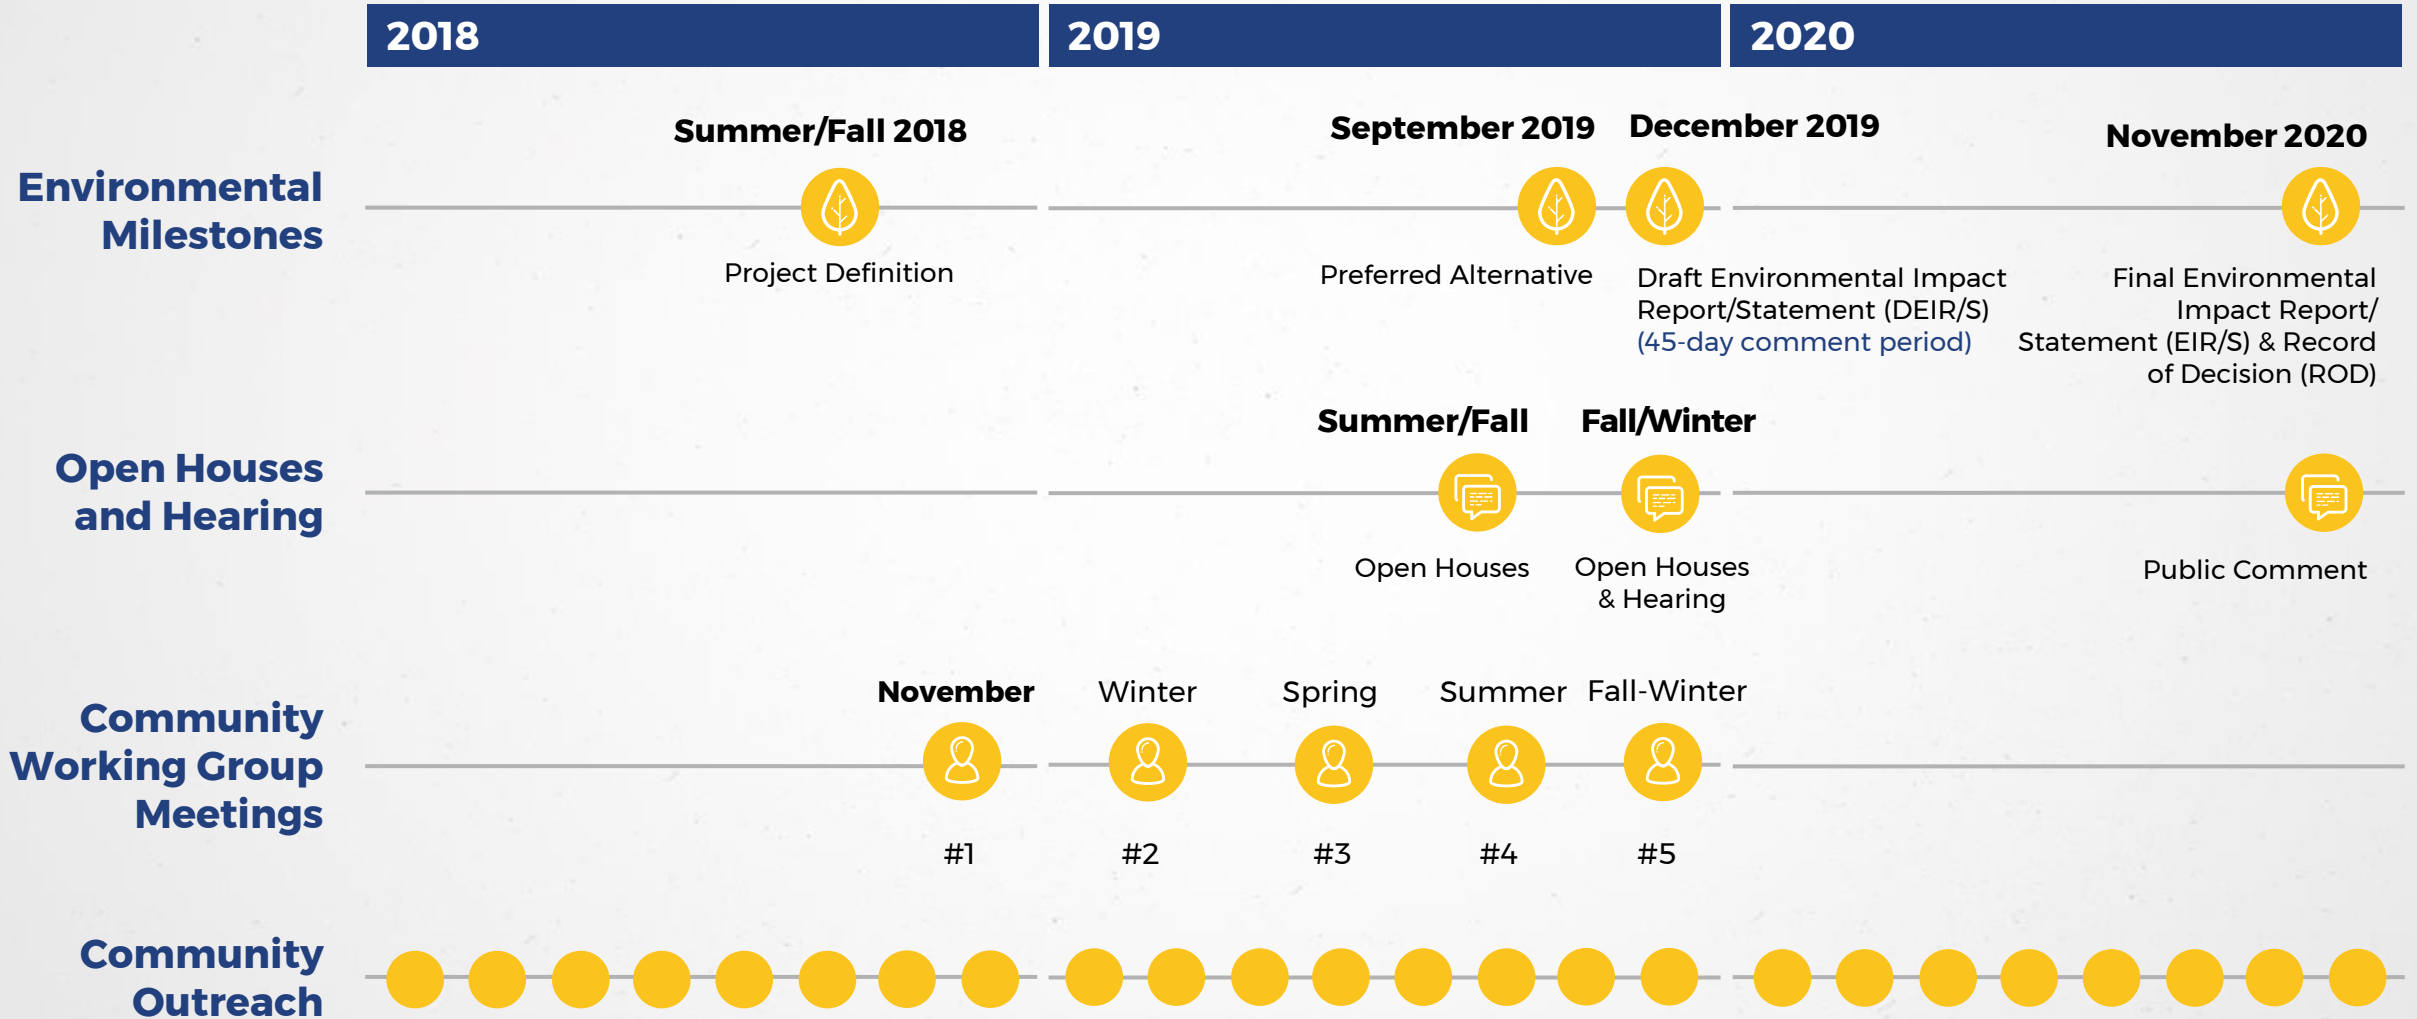 2018
2019
2020
Environmental
Milestones
Summer/Fall 2018
Project Definition
September 2019
Preferred Alternative
December 2019
Draft Environmental Impact
Report/Statement (DEIR/S)
(45-day comment period)
November 2020
Final Environmental
Impact Report/
Statement (EIR/S) & Record
of Decision (ROD)
Open Houses
and Hearing
Summer/Fall
Open Houses
Fall/Winter
Open Houses
& Hearing
Public Comment
Community
Working Group
Meetings
November
#1
Winter
#2
Spring
#3
Summer
#4
Fall-Winter
#5
Community
Outreach